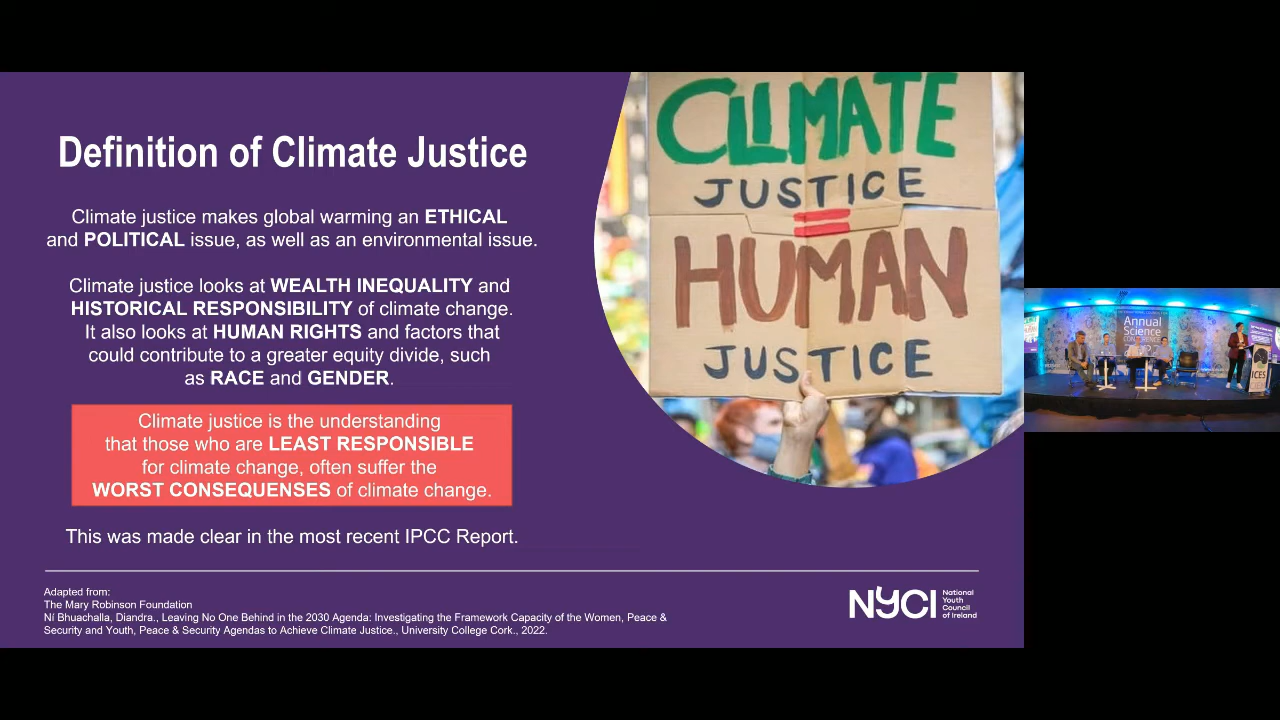 Definition of Climate Justice
Climate justice makes global warming an ETHICAL
and POLITICAL issue, as well as an environmental issue.
Climate justice looks at WEALTH INEQUALITY and
HISTORICAL RESPONSIBILITY of climate change.
It also looks at HUMAN RIGHTS and factors that
could contribute to a greater equity divide, such
as RACE and GENDER.
Climate justice is the understanding
that those who are LEAST RESPONSIBLE
for climate change, often suffer the
WORST CONSEQUENSES of climate change.
This was made clear in the most recent IPCC Report.
Adapted from:
The Mary Robinson Foundation
Ní Bhuachalla, Diandra., Leaving No One Behind in the 2030 Agenda: Investigating the Framework Capacity of the Women, Peace &
Security and Youth, Peace & Security Agendas to Achieve Climate Justice., University College Cork., 2022.
CLIMATE
JUSTICE
=
HUMAN
JUSTICE
NYCI
National
Youth
Council
of Ireland
Annual
Science
ICES